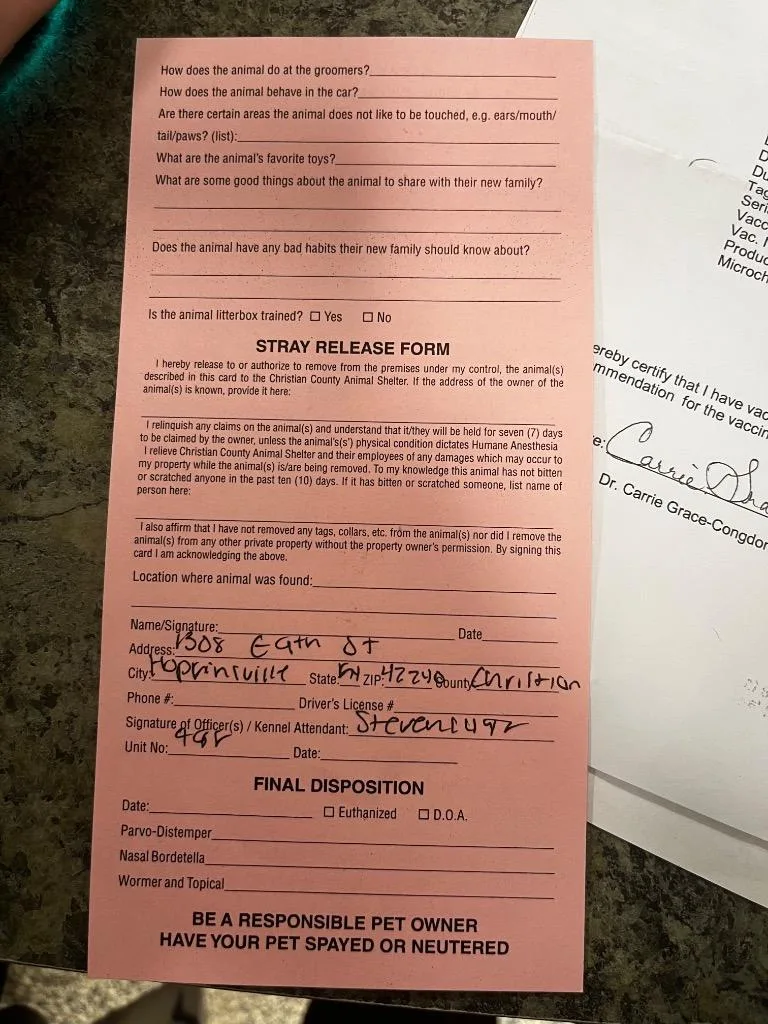 How does the animal do at the groomers?
How does the animal behave in the car?
Are there certain areas the animal does not like to be touched, e.g. ears/mouth/
tail/paws? (list):
What are the animal's favorite toys?
What are some good things about the animal to share with their new family?
Does the animal have any bad habits their new family should know about?
Is the animal litterbox trained? ☐ Yes ☐ No
STRAY RELEASE FORM
I hereby release to or authorize to remove from the premises under my control, the animal(s)
described in this card to the Christian County Animal Shelter. If the address of the owner of the
animal(s) is known, provide it here:
I relinquish any claims on the animal(s) and understand that it/they will be held for seven (7) days
to be claimed by the owner, unless the animal's(s') physical condition dictates Humane Anesthesia
I relieve Christian County Animal Shelter and their employees of any damages which may occur to
my property while the animal(s) is/are being removed. To my knowledge this animal has not bitten
or scratched anyone in the past ten (10) days. If it has bitten or scratched someone, list name of
person here:
I also affirm that I have not removed any tags, collars, etc. from the animal(s) nor did I remove the
animal(s) from any other private property without the property owner's permission. By signing this
card I am acknowledging the above.
Location where animal was found:
Name/Signature: Date
Address: 1308 E 9th St
City: Hopkinsville State: KY ZIP: 42240 County Christian
Phone #: Driver's License #
Signature of Officer(s) / Kennel Attendant: Steven
Unit No: Date:
FINAL DISPOSITION
Date: ☐ Euthanized ☐ D.O.A.
Parvo-Distemper
Nasal Bordetella
Wormer and Topical
BE A RESPONSIBLE PET OWNER
HAVE YOUR PET SPAYED OR NEUTERED
Tag
Seri
Vacc
Vac.
Produc
Microch
ereby certify that I have vac
mmendation for the vaccin
e: Carrie Gra
Dr. Carrie Grace-Congdon